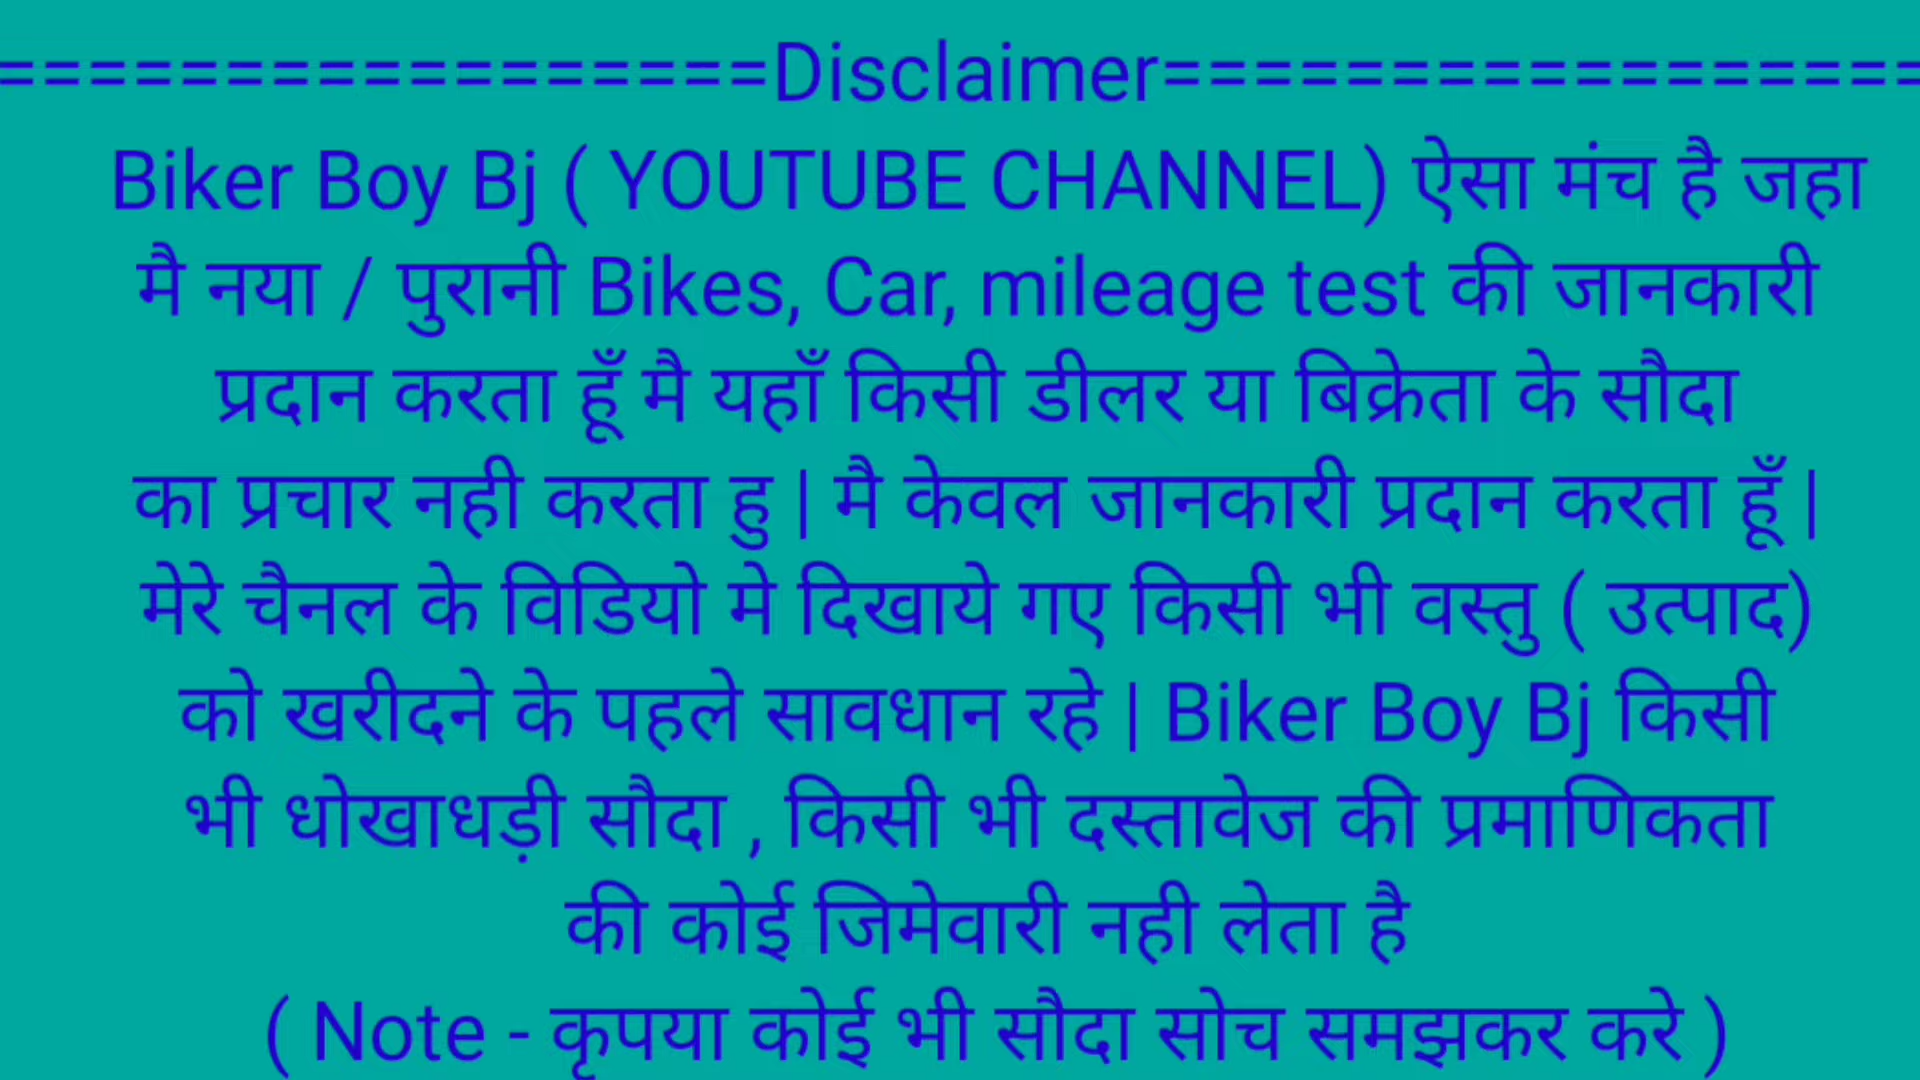 =================Disclaimer=================
Biker Boy Bj ( YOUTUBE CHANNEL) ऐसा मंच है जहा
मै नया / पुरानी Bikes, Car, mileage test की जानकारी
प्रदान करता हूँ मै यहाँ किसी डीलर या बिक्रेता के सौदा
का प्रचार नही करता हु | मै केवल जानकारी प्रदान करता हूँ |
मेरे चैनल के विडियो मे दिखाये गए किसी भी वस्तु ( उत्पाद)
को खरीदने के पहले सावधान रहे | Biker Boy Bj किसी
भी धोखाधड़ी सौदा , किसी भी दस्तावेज की प्रमाणिकता
की कोई जिमेवारी नही लेता है
( Note - कृपया कोई भी सौदा सोच समझकर करे )